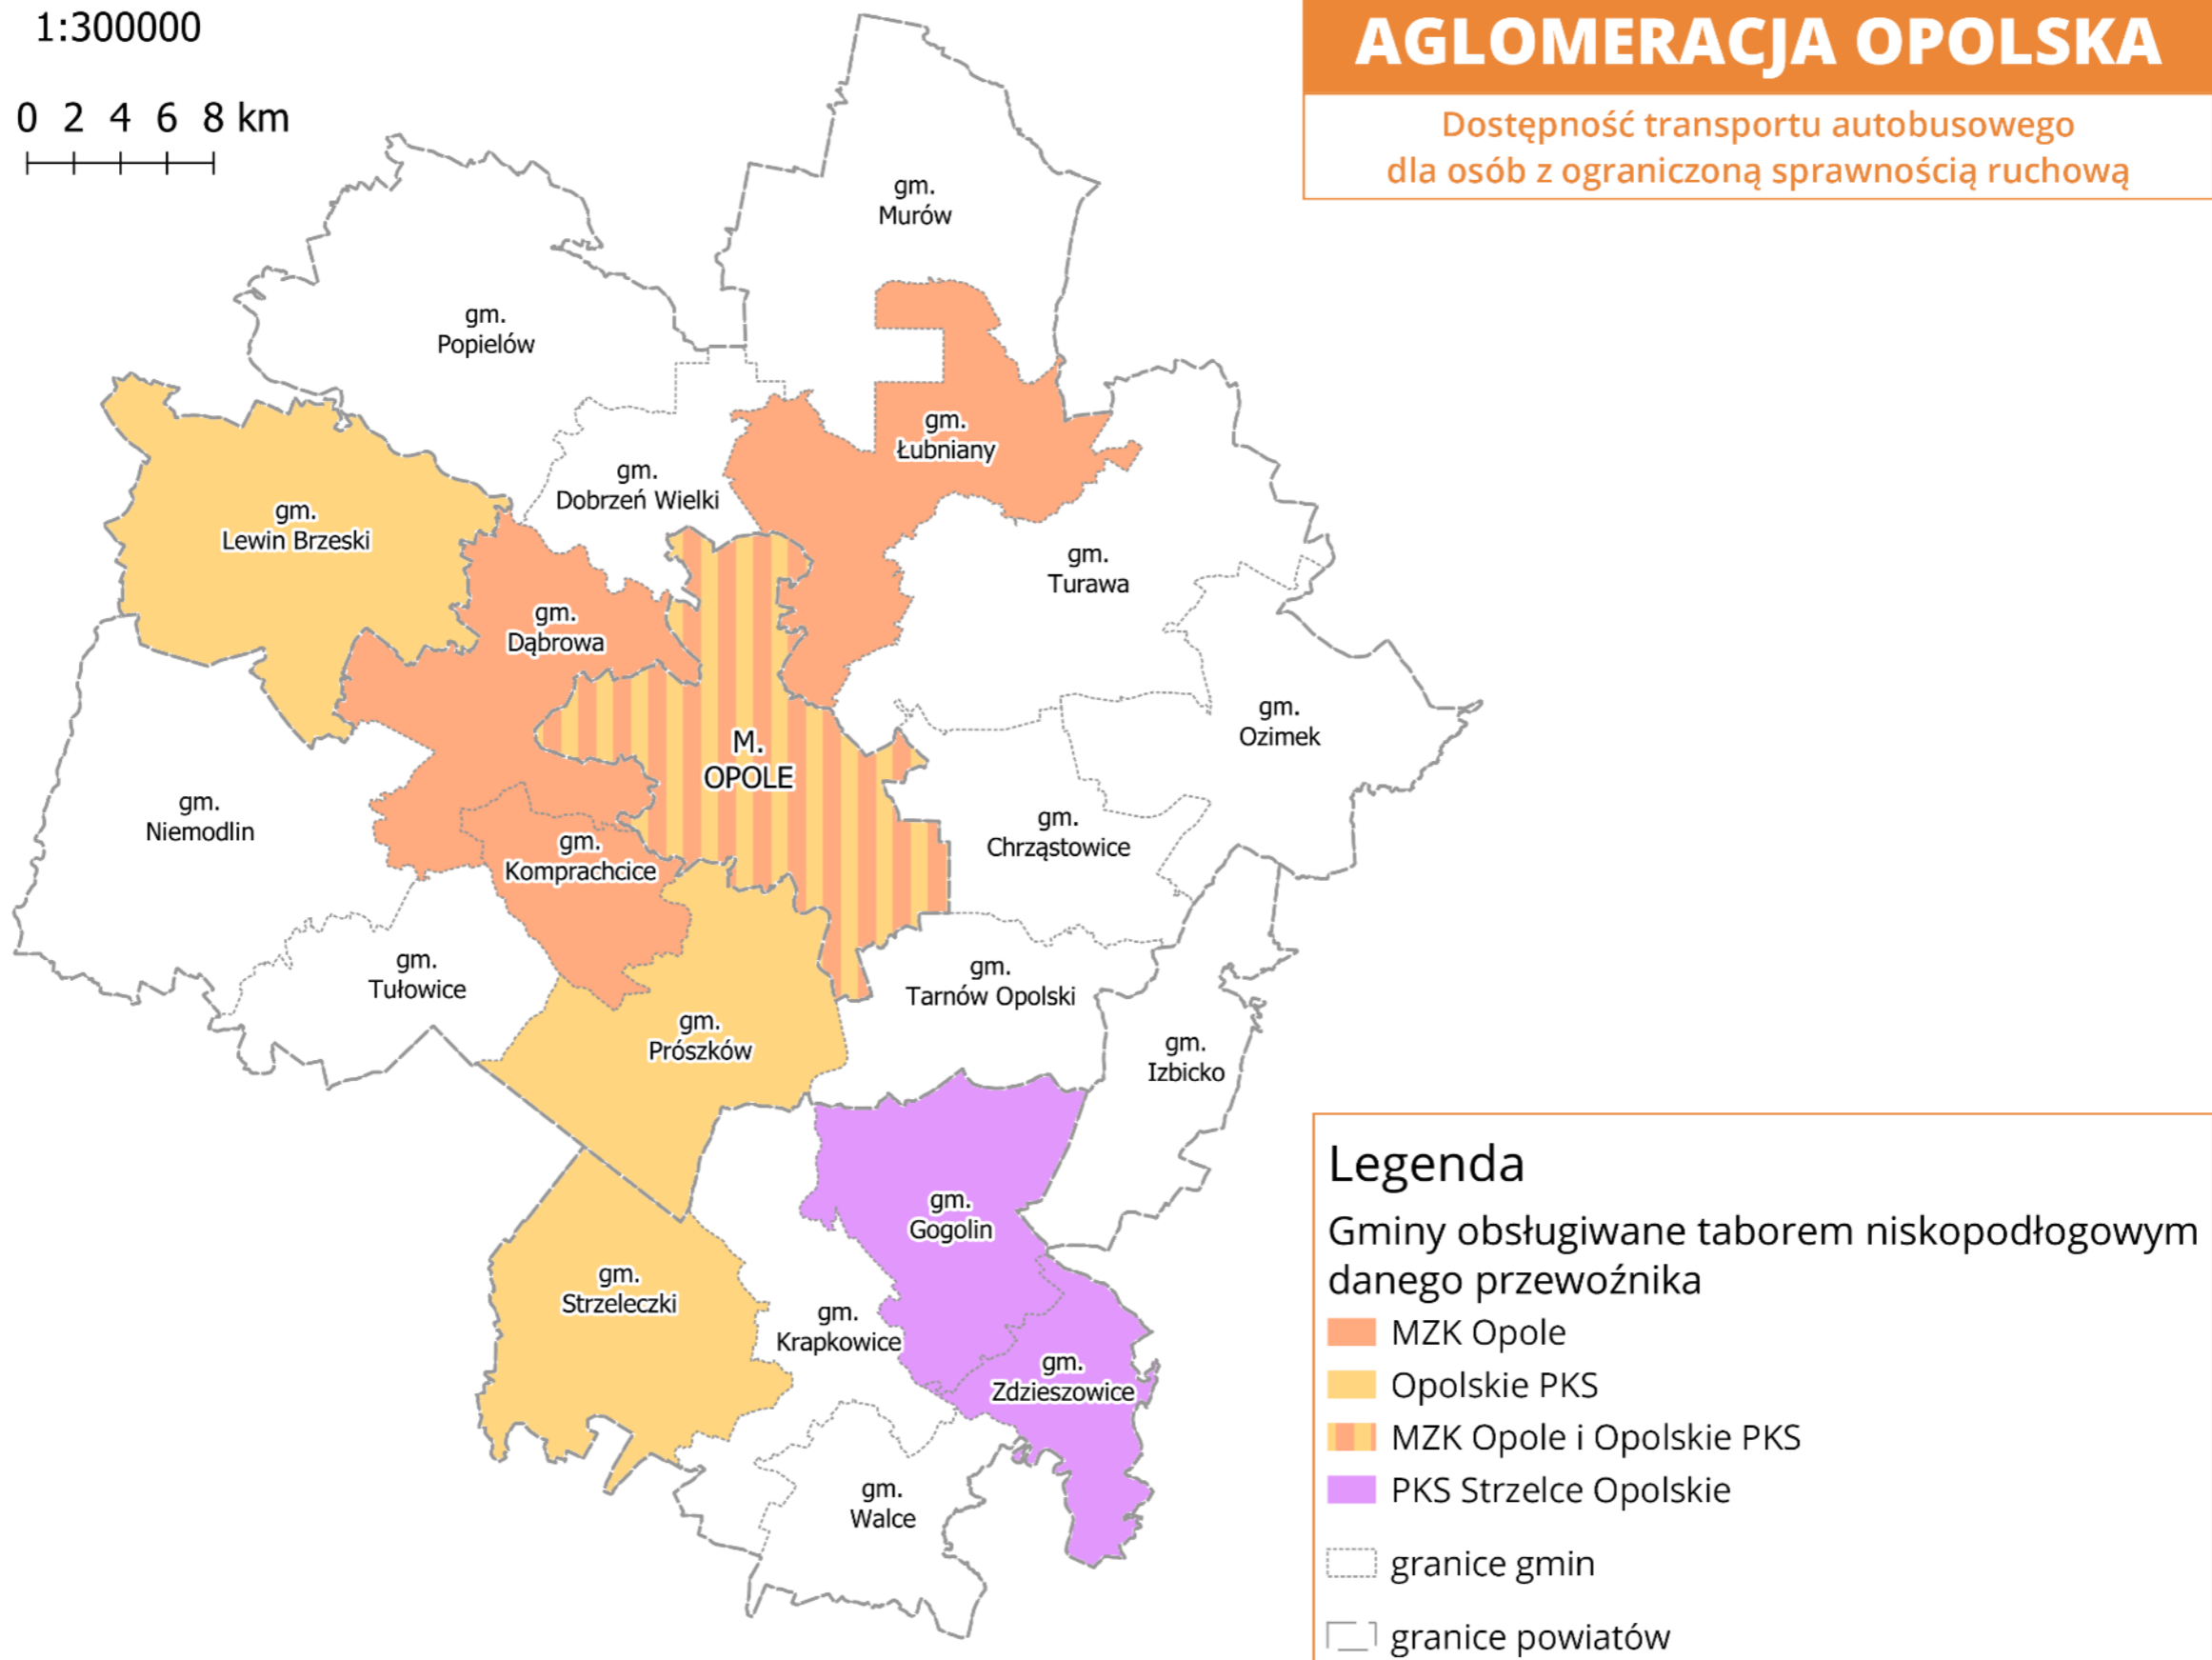 1:300000
0 2 4 6 8 km
AGLOMERACJA OPOLSKA
Dostępność transportu autobusowego
dla osób z ograniczoną sprawnością ruchową
gm.
Murów
gm.
Popielów
gm.
Łubniany
gm.
Dobrzeń Wielki
gm.
Lewin Brzeski
gm.
Turawa
gm.
Dąbrowa
gm.
Ozimek
M.
OPOLE
gm.
Niemodlin
gm.
Chrząstowice
gm.
Komprachcice
gm.
Tułowice
gm.
Tarnów Opolski
gm.
Prószków
gm.
Izbicko
gm.
Gogolin
gm.
Strzeleczki
gm.
Krapkowice
gm.
Zdzieszowice
gm.
Walce
Legenda
Gminy obsługiwane taborem niskopodłogowym
danego przewoźnika
MZK Opole
Opolskie PKS
MZK Opole i Opolskie PKS
PKS Strzelce Opolskie
granice gmin
granice powiatów